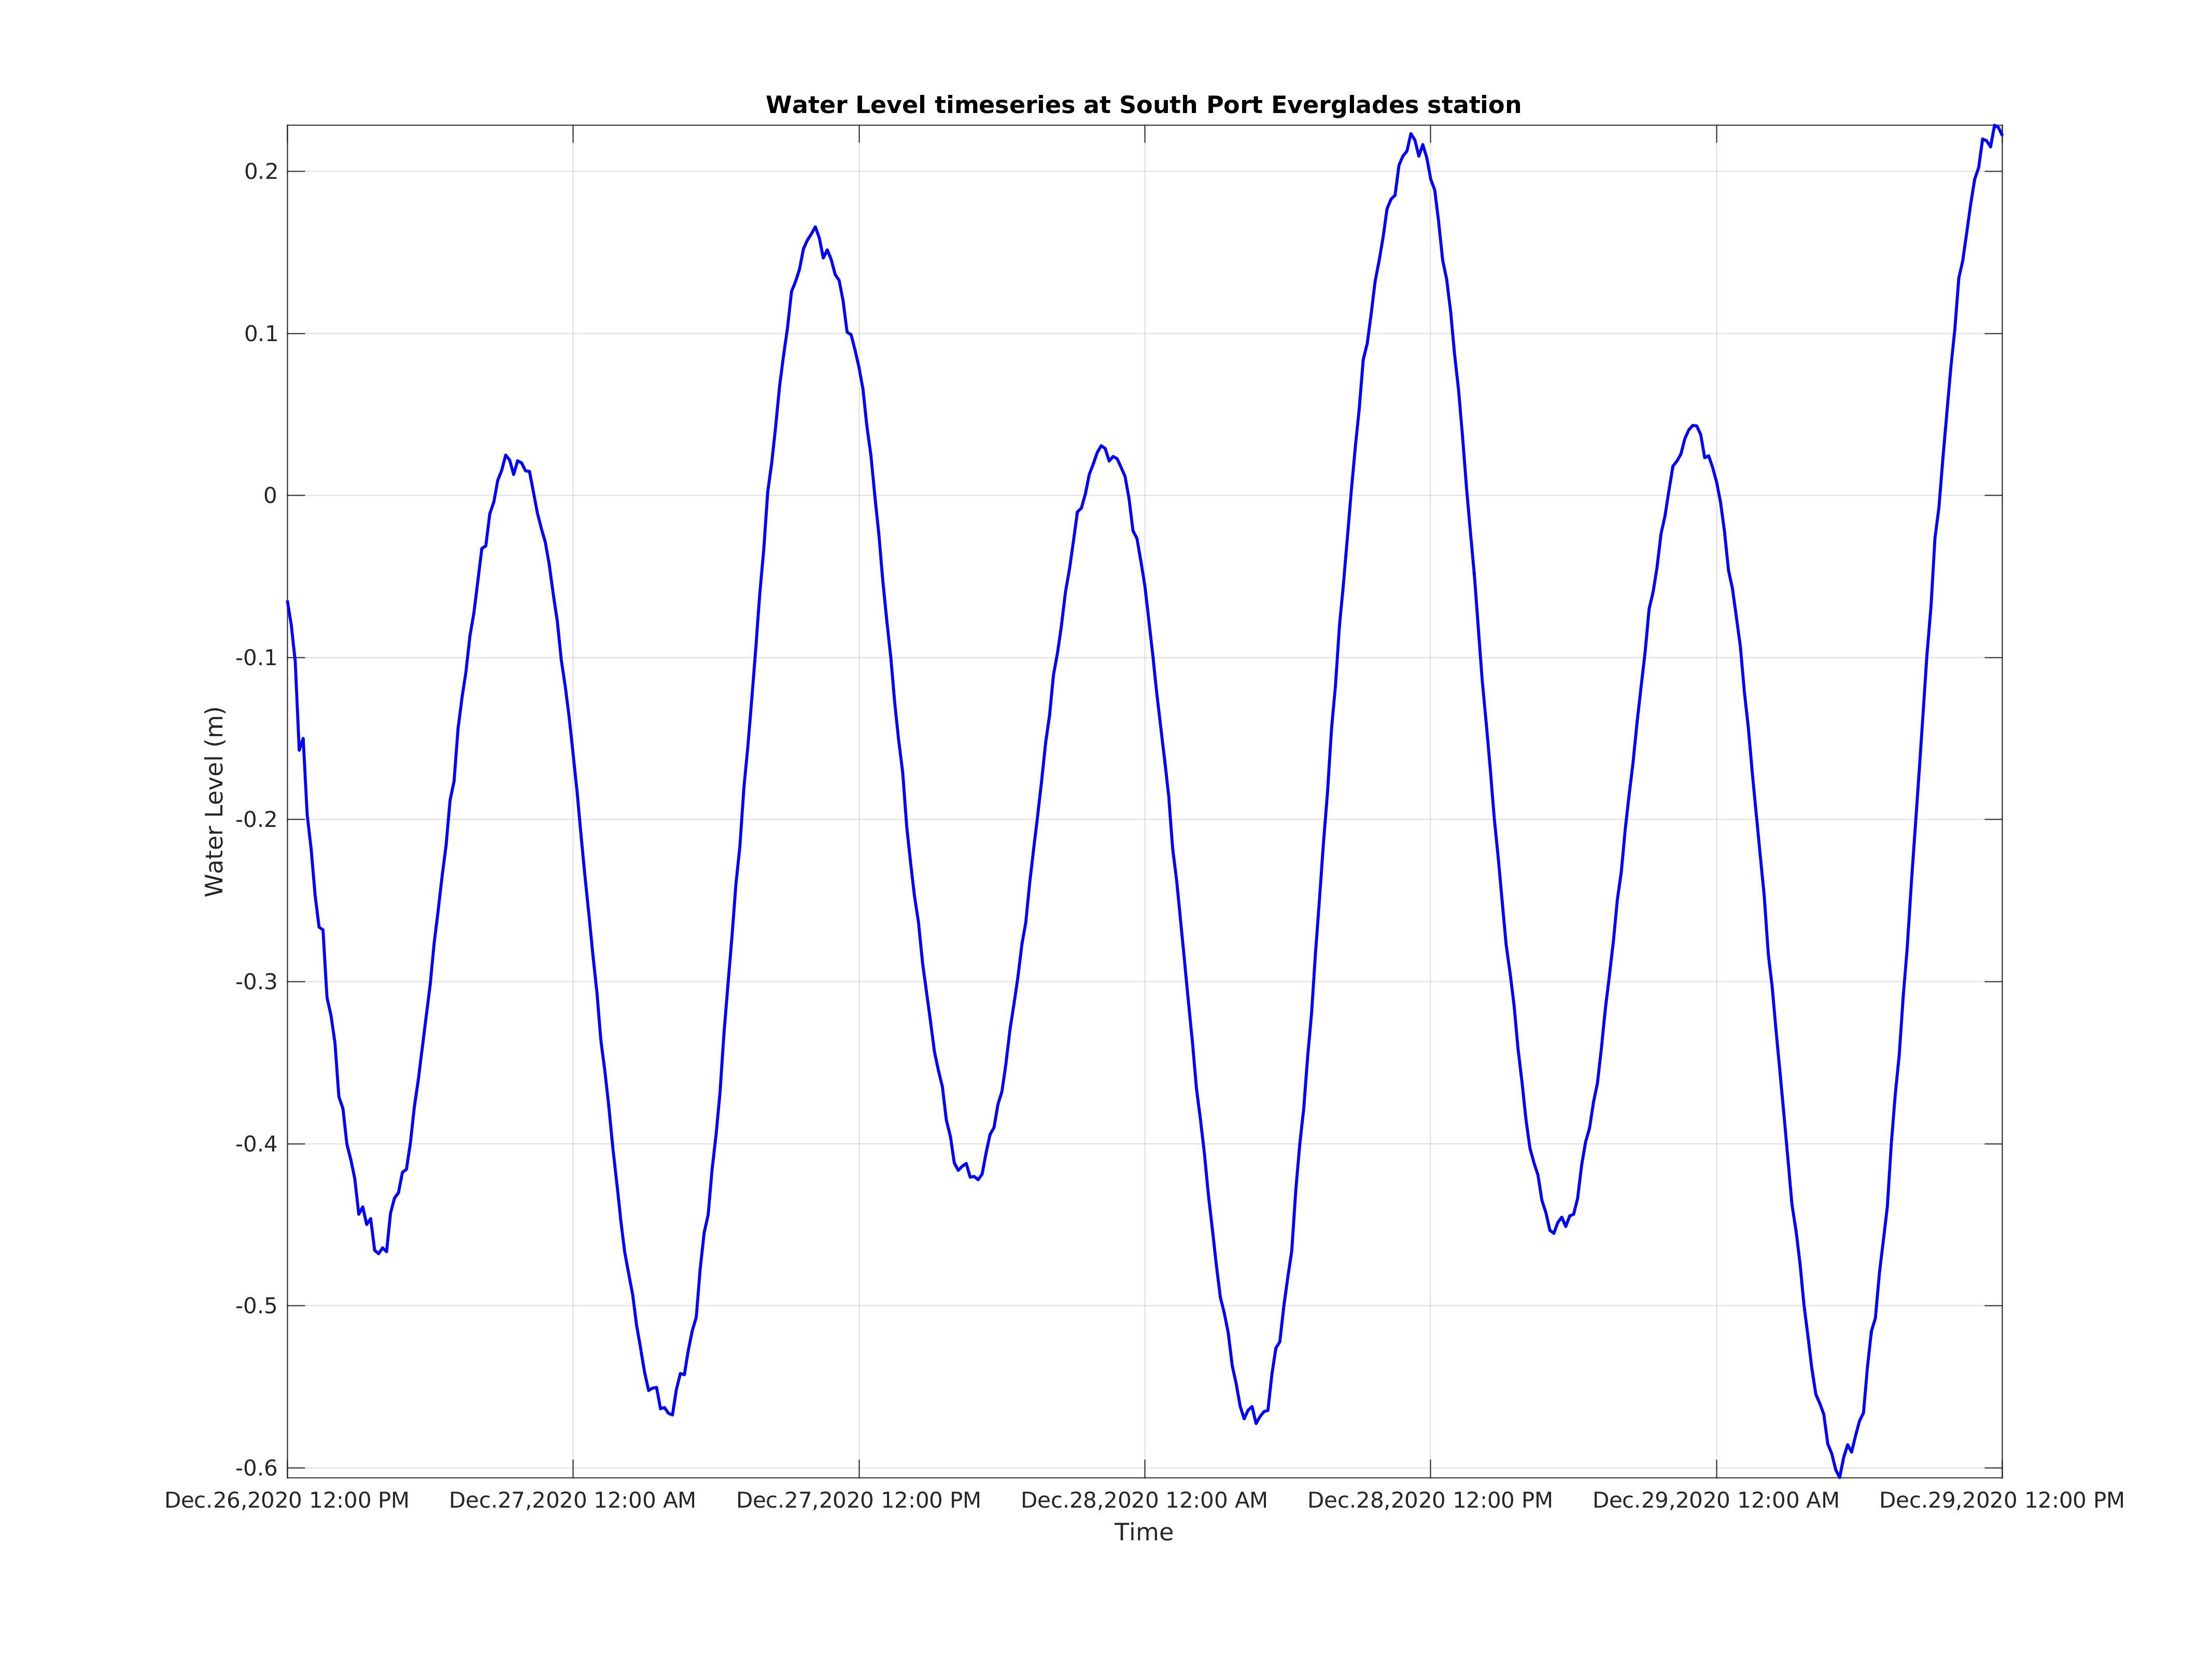 Water Level timeseries at South Port Everglades station
0.2
0.1
0
-0.1
-0.2
-0.3
-0.4
-0.5
-0.6
Water Level (m)
Dec.26,2020 12:00 PM Dec.27,2020 12:00 AM Dec.27,2020 12:00 PM Dec.28,2020 12:00 AM Dec.28,2020 12:00 PM Dec.29,2020 12:00 AM Dec.29,2020 12:00 PM
Time